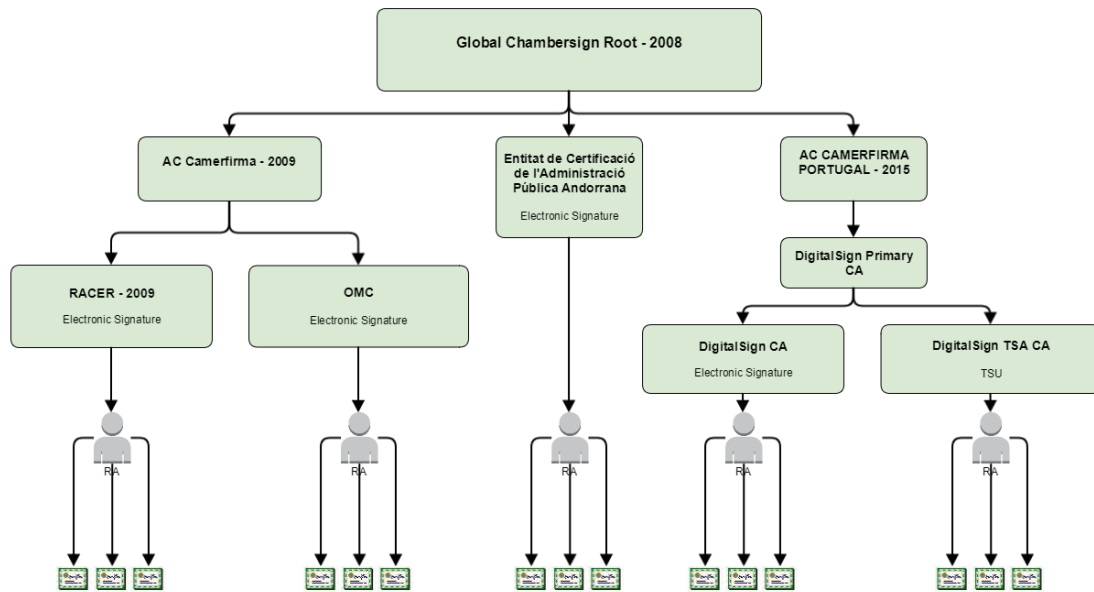 Global Chambersign Root - 2008
AC Camerfirma - 2009
Entitat de Certificació
de l'Administració
Pública Andorrana
Electronic Signature
AC CAMERFIRMA
PORTUGAL - 2015
DigitalSign Primary
CA
RACER - 2009
Electronic Signature
OMC
Electronic Signature
DigitalSign CA
Electronic Signature
DigitalSign TSA CA
TSU
RA
RA
RA
RA
RA